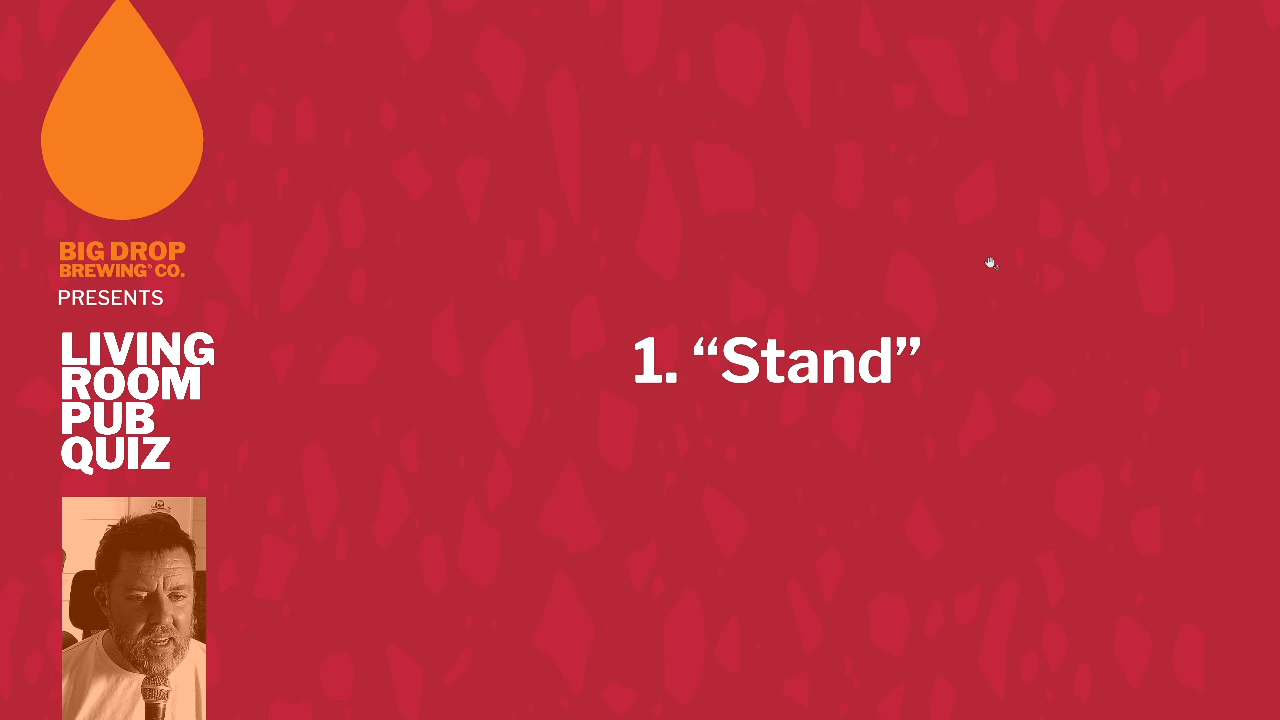 BIG DROP
BREWING® CO.
PRESENTS
LIVING
ROOM
PUB
QUIZ
1. “Stand”